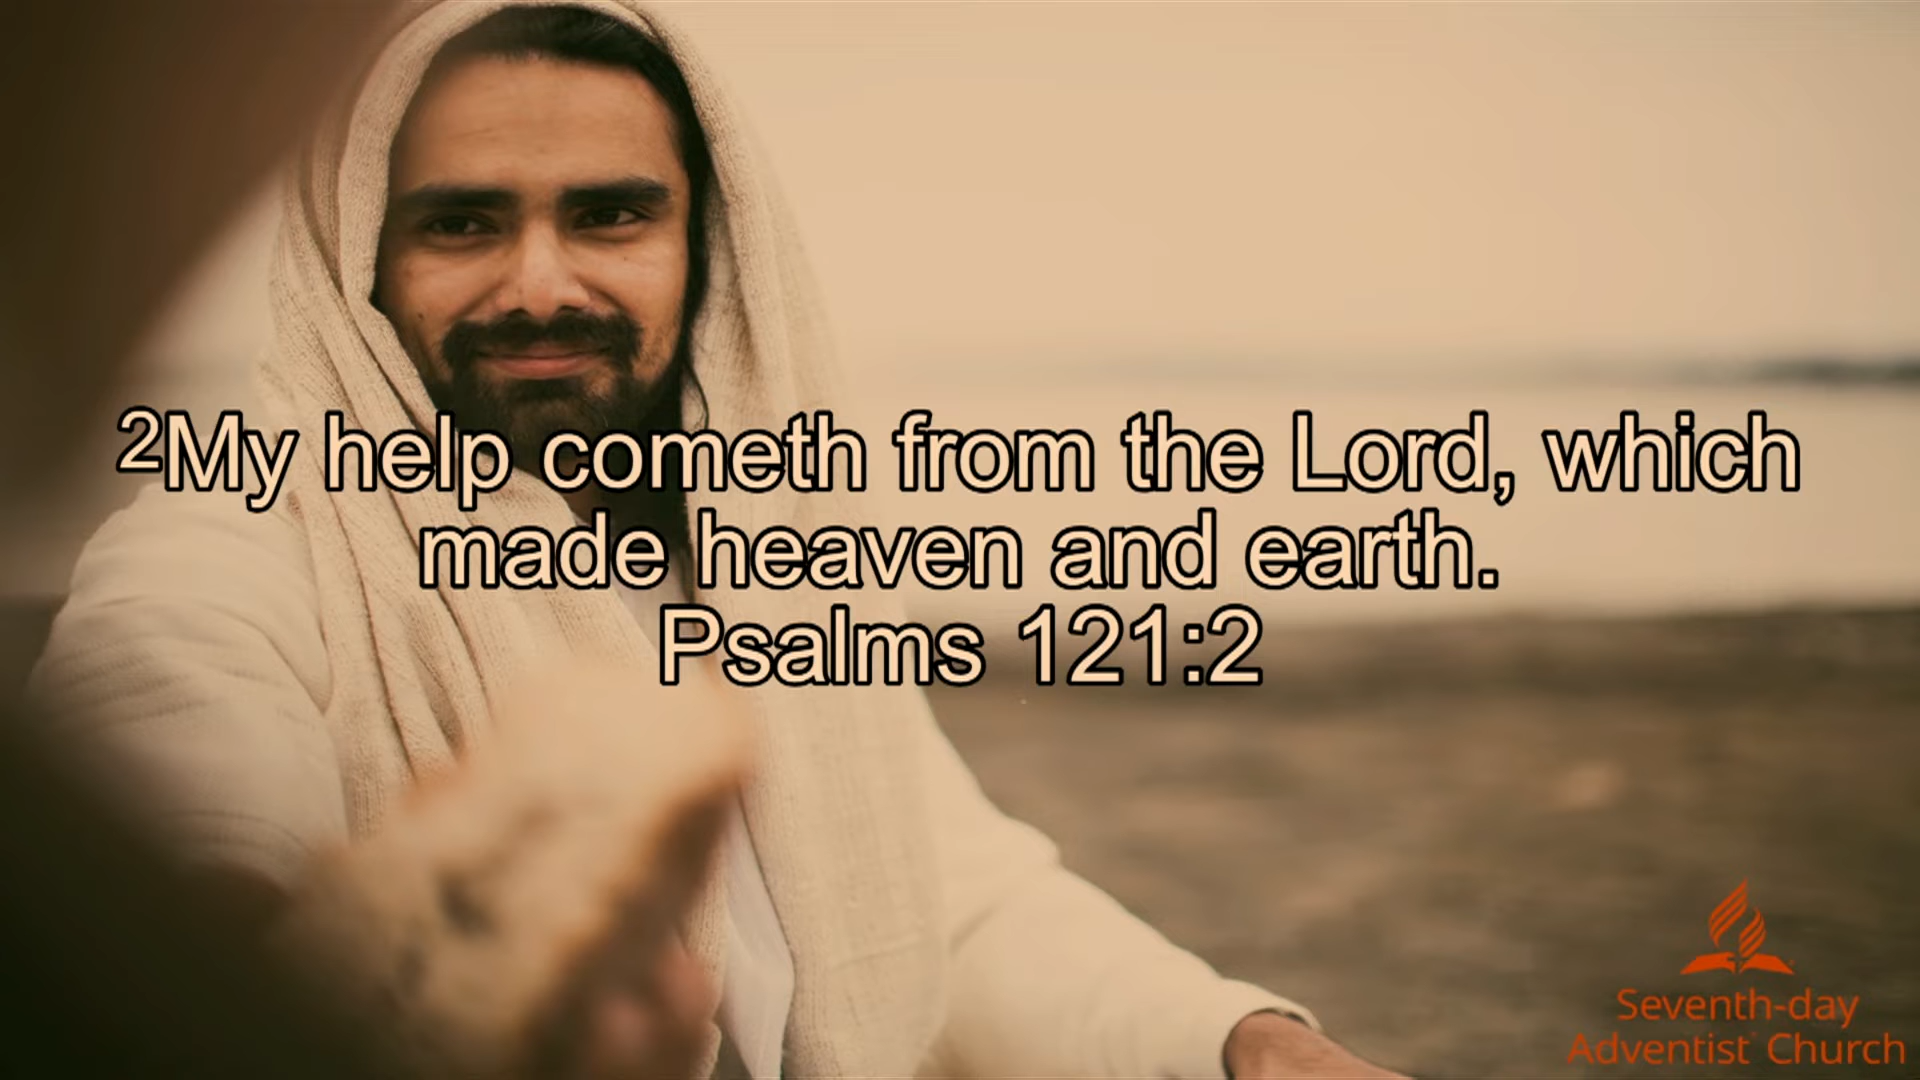 2My help cometh from the Lord, which
made heaven and earth.
Psalms 121:2
Seventh-day
Adventist Church